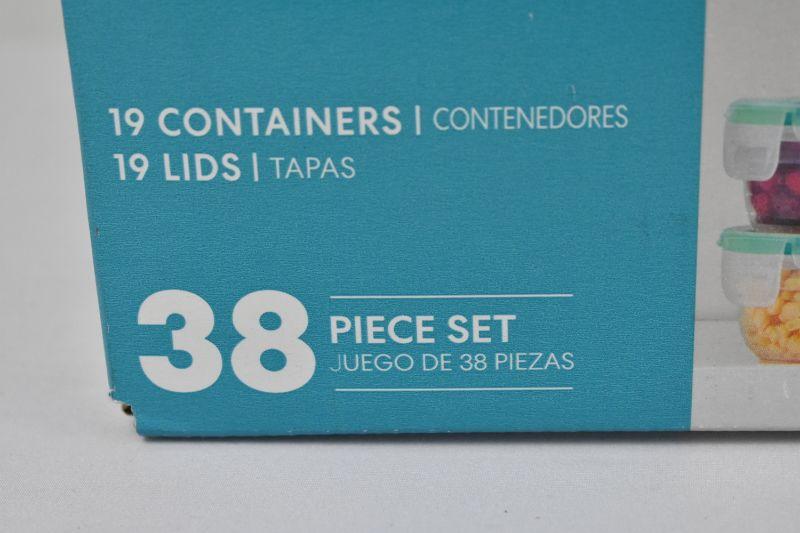 19 CONTAINERS | CONTENEDORES
19 LIDS | TAPAS
38 PIECE SET
JUEGO DE 38 PIEZAS